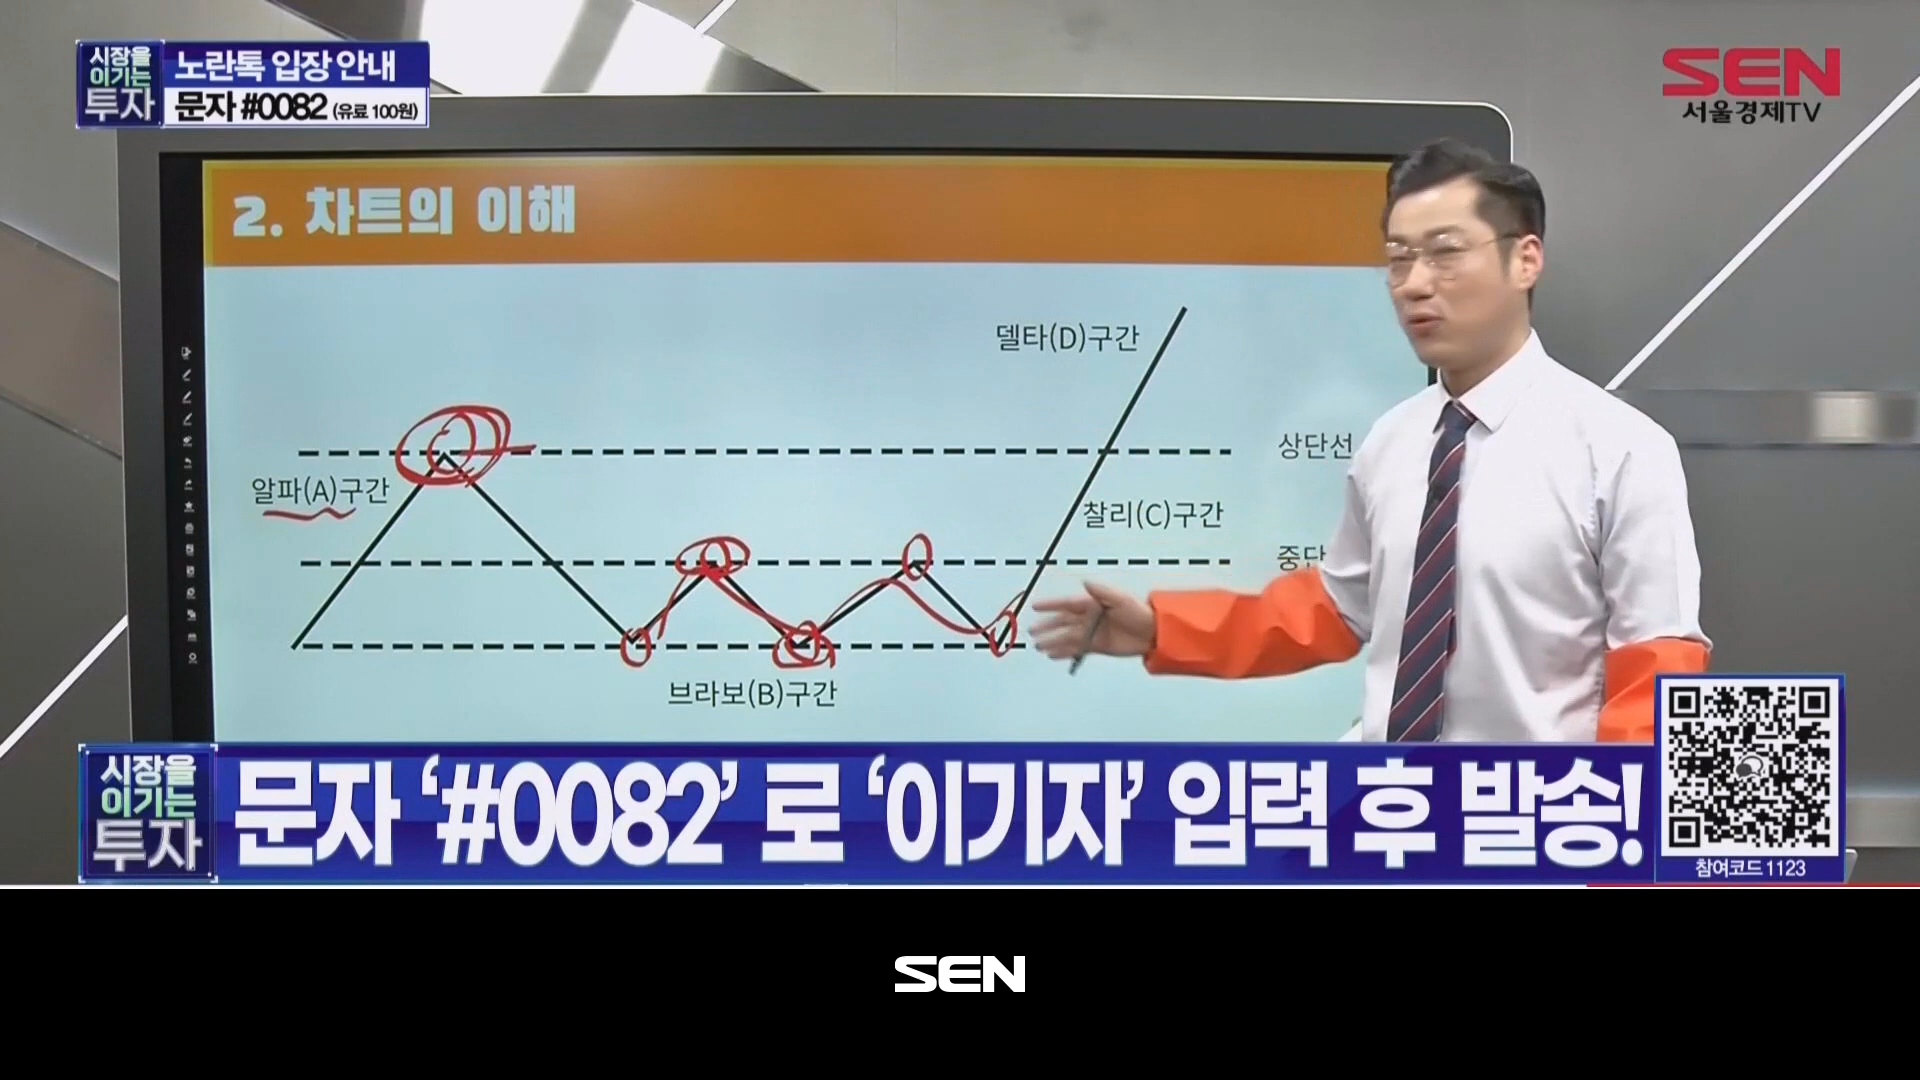 시장을
이기는
투자
노란톡 입장 안내
문자 #0082 (유료 100원)
SEN
서울경제TV
2. 차트의 이해
델타(D)구간
상단선
알파(A)구간
찰리(C)구간
중단
브라보(B)구간
시장을
이기는
투자
문자 ‘#0082’ 로 ‘이기자’ 입력 후 발송!
참여코드 1123
SEN